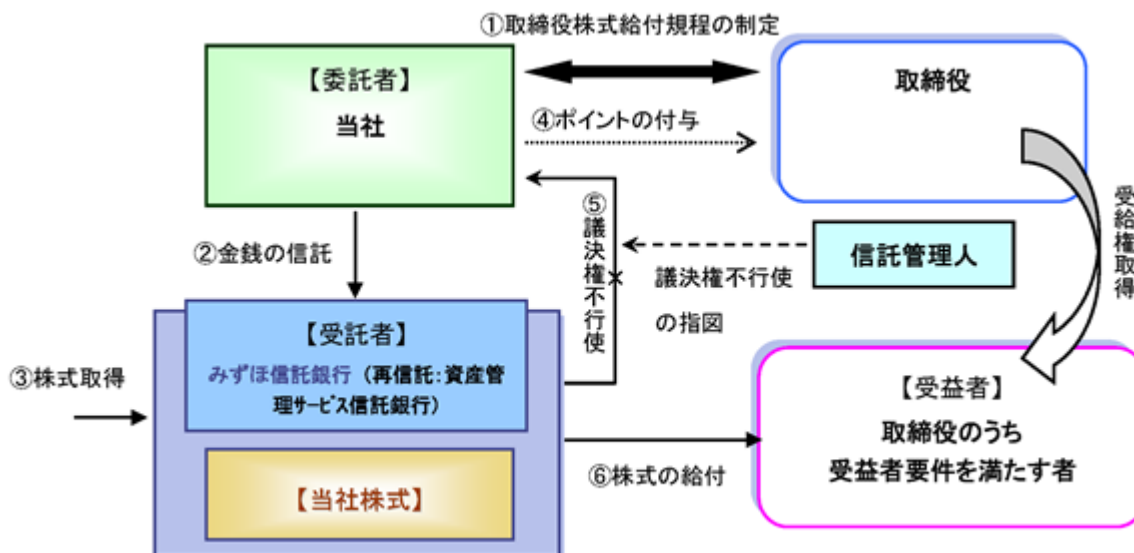 ①取締役株式給付規程の制定
【委託者】
当社
取締役
④ポイントの付与
⑤議決権不行使
受給権取得
②金銭の信託
信託管理人
議決権不行使
の指図
【受託者】
みずほ信託銀行（再信託：資産管
理サービス信託銀行）
③株式取得
【受益者】
取締役のうち
受益者要件を満たす者
⑥株式の給付
【当社株式】